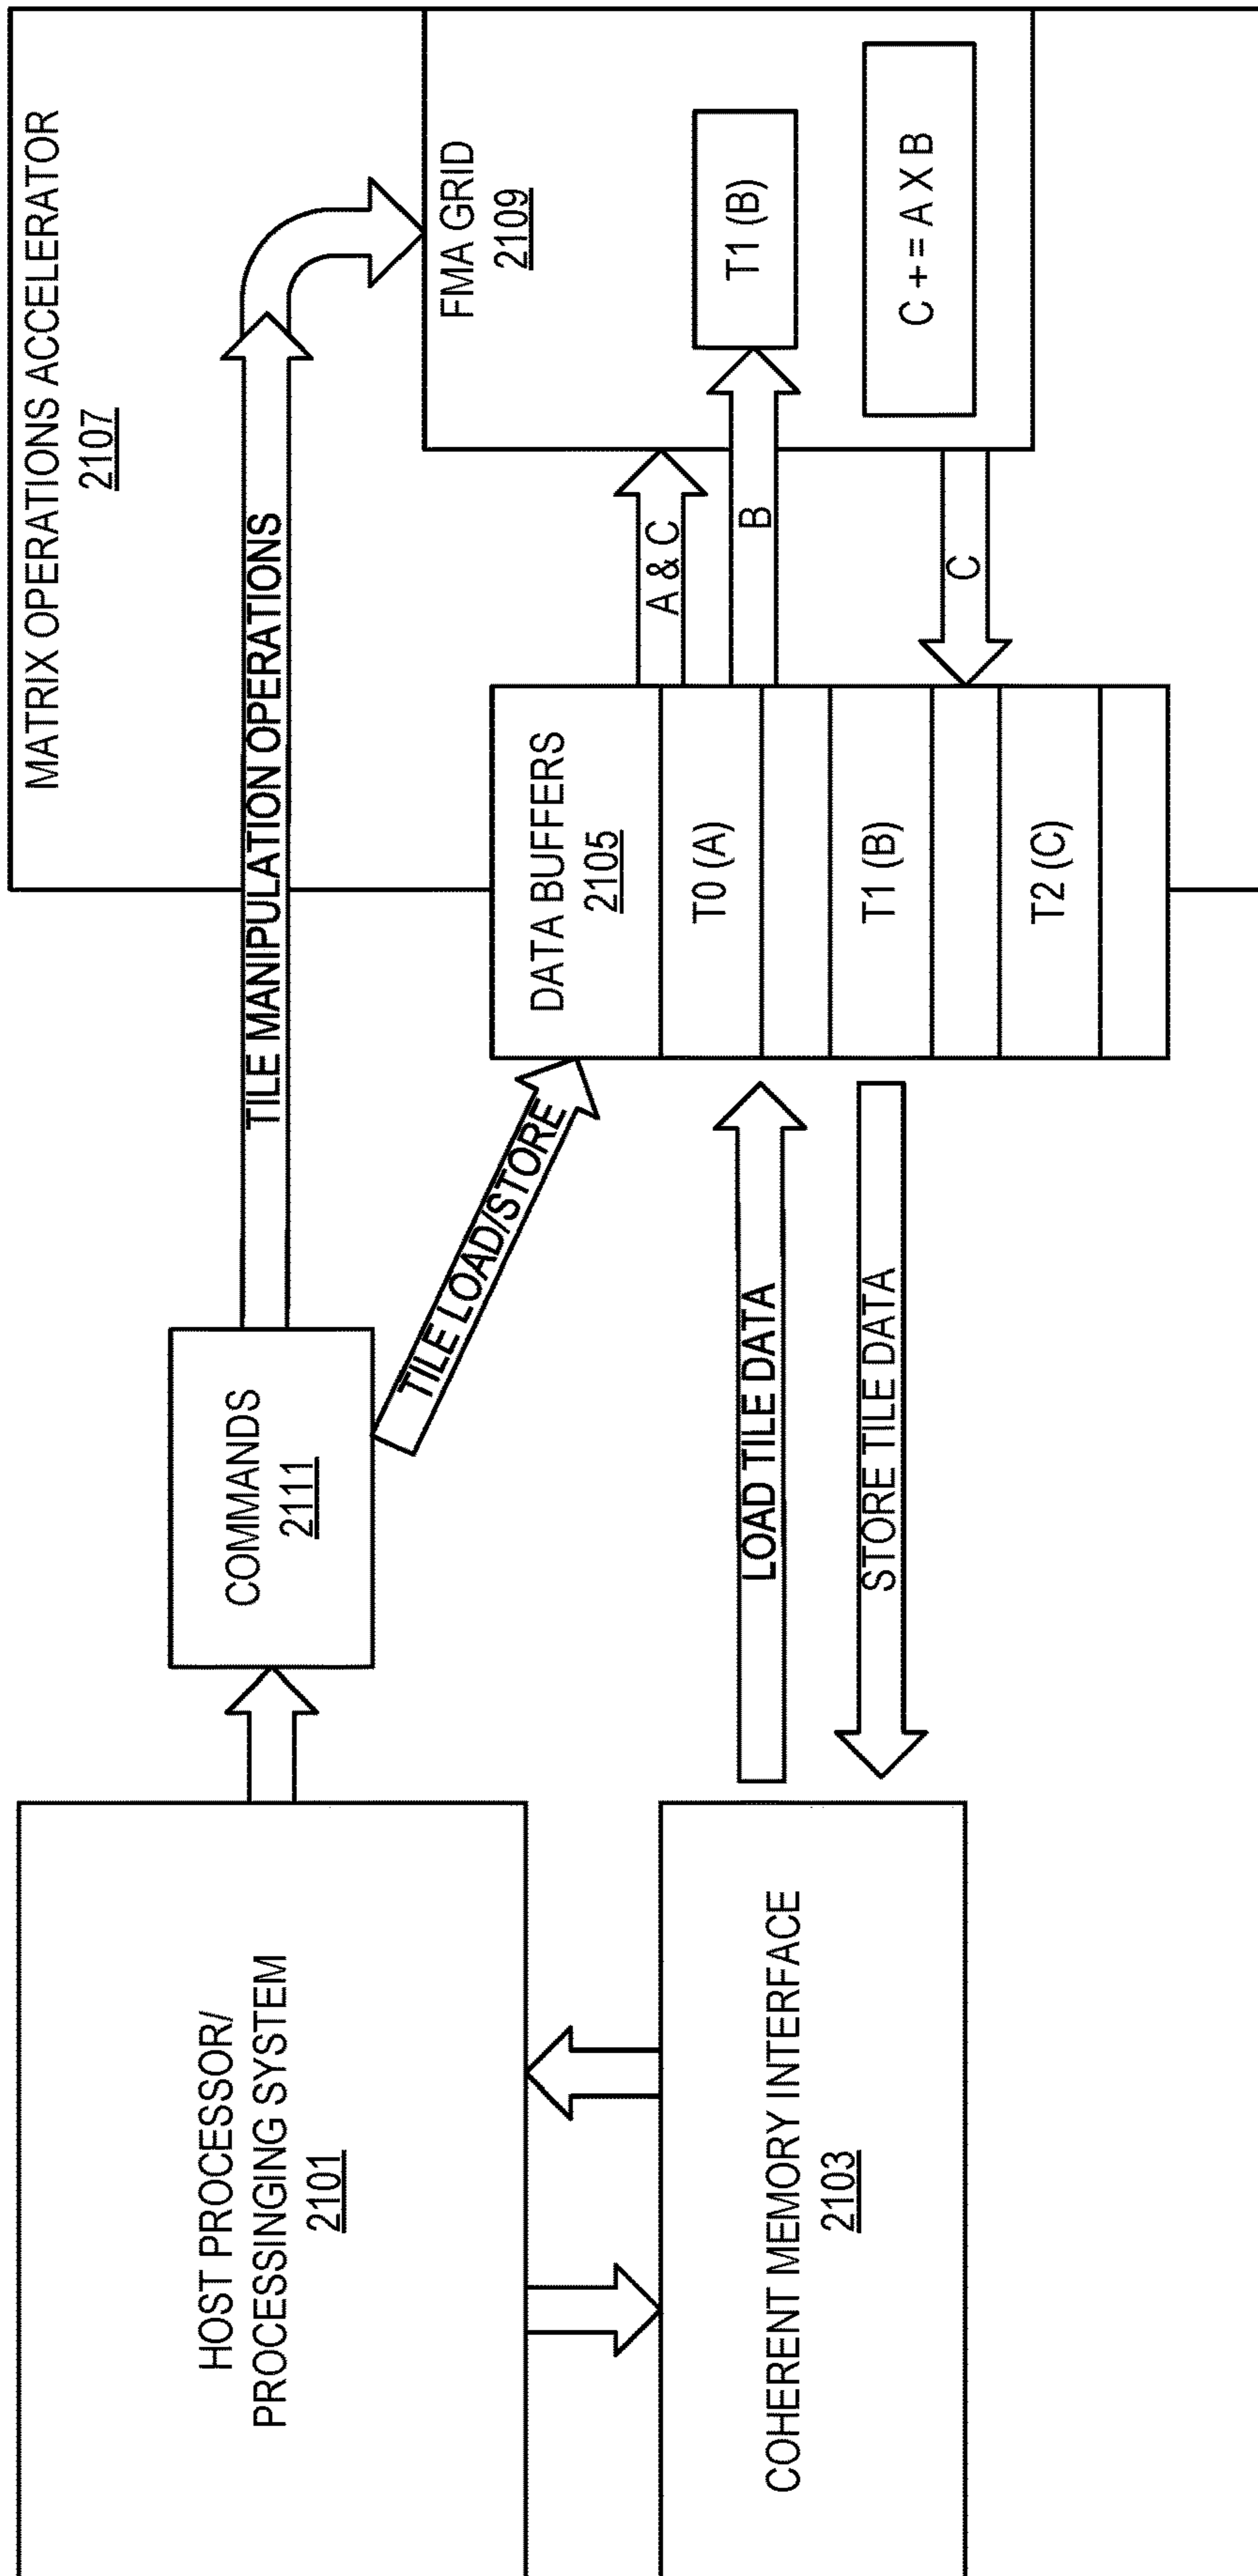 HOST PROCESSOR/
PROCESSINGING SYSTEM
2101
COHERENT MEMORY INTERFACE
2103
COMMANDS
2111
TILE MANIPULATION OPERATIONS
TILE LOAD/STORE
LOAD TILE DATA
STORE TILE DATA
MATRIX OPERATIONS ACCELERATOR
2107
DATA BUFFERS
2105
T0 (A)
T1 (B)
T2 (C)
A & C
B
C
FMA GRID
2109
T1 (B)
C + = A X B